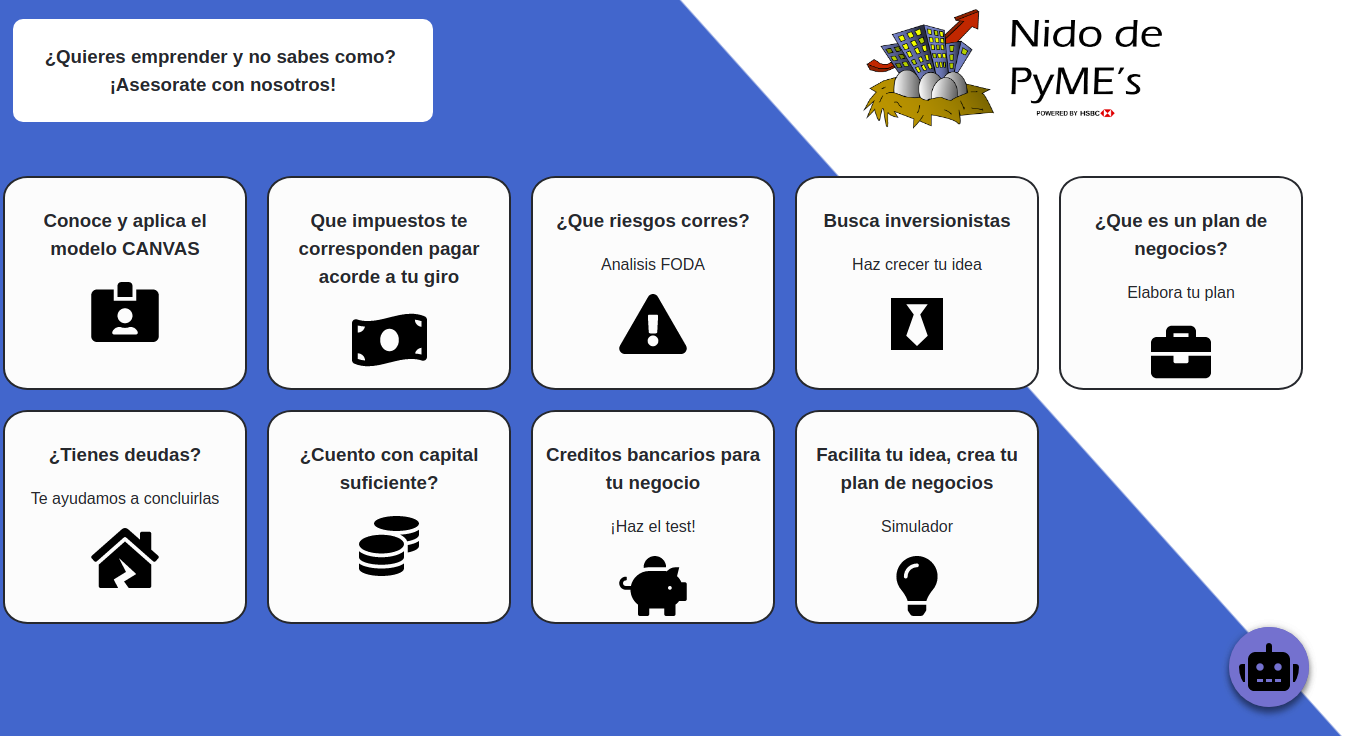 ¿Quieres emprender y no sabes como?
¡Asesorate con nosotros!
Nido de
PyME's
POWERED BY HSBC
Conoce y aplica el
modelo CANVAS
Que impuestos te
corresponden pagar
acorde a tu giro
¿Que riesgos corres?
Analisis FODA
Busca inversionistas
Haz crecer tu idea
¿Que es un plan de
negocios?
Elabora tu plan
¿Tienes deudas?
Te ayudamos a concluirlas
¿Cuento con capital
suficiente?
Creditos bancarios para
tu negocio
¡Haz el test!
Facilita tu idea, crea tu
plan de negocios
Simulador